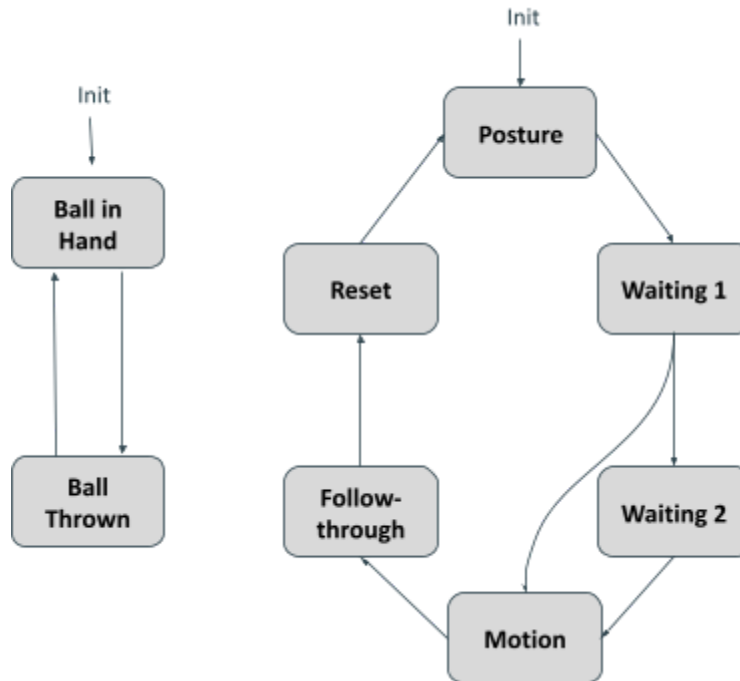 Init
Ball in
Hand
Ball
Thrown
Init
Posture
Reset
Waiting 1
Follow-
through
Waiting 2
Motion